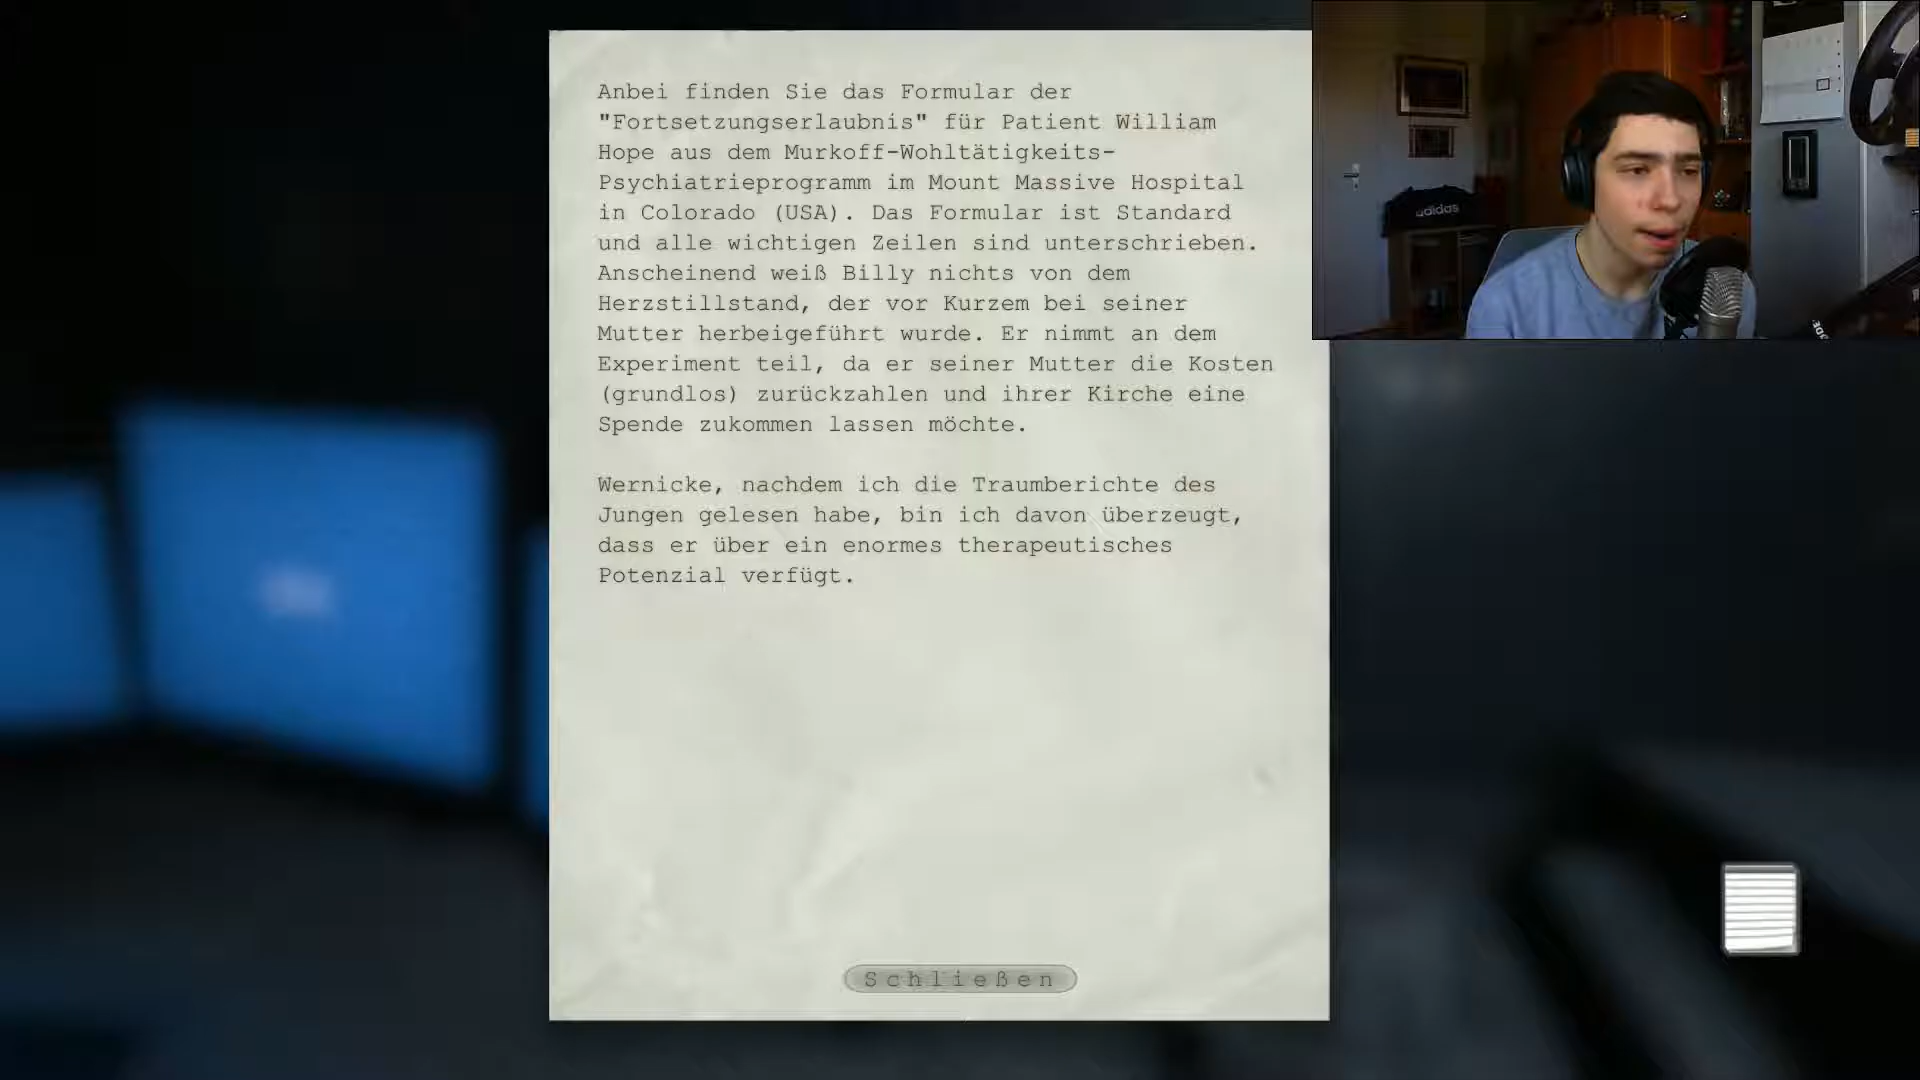 Anbei finden Sie das Formular der
"Fortsetzungserlaubnis" für Patient William
Hope aus dem Murkoff-Wohltätigkeits-
Psychiatrieprogramm im Mount Massive Hospital
in Colorado (USA). Das Formular ist Standard
und alle wichtigen Zeilen sind unterschrieben.
Anscheinend weiß Billy nichts von dem
Herzstillstand, der vor Kurzem bei seiner
Mutter herbeigeführt wurde. Er nimmt an dem
Experiment teil, da er seiner Mutter die Kosten
(grundlos) zurückzahlen und ihrer Kirche eine
Spende zukommen lassen möchte.
Wernicke, nachdem ich die Traumberichte des
Jungen gelesen habe, bin ich davon überzeugt,
dass er über ein enormes therapeutisches
Potenzial verfügt.
Schließen
adidas